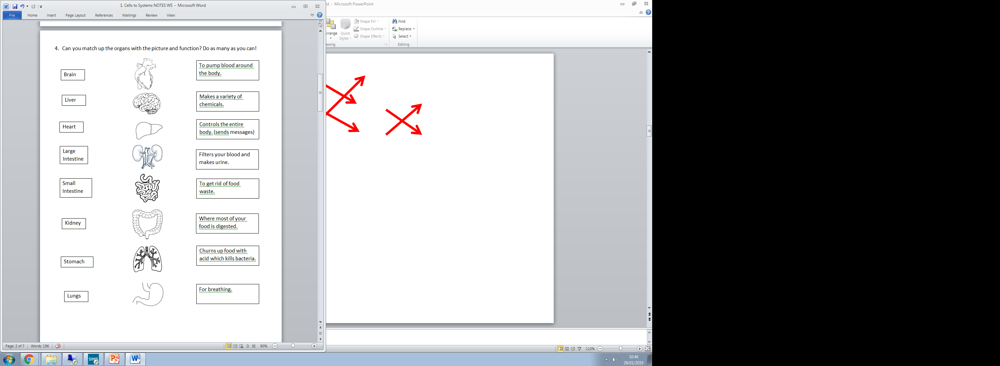 1. Cells to Systems NOTES WS - Microsoft Word
File Home Insert Page Layout References Mailings Review View
4. Can you match up the organs with the picture and function? Do as many as you can!
Brain
To pump blood around
the body.
Liver
Makes a variety of
chemicals.
Heart
Controls the entire
body. (sends messages)
Large
Intestine
Filters your blood and
makes urine.
Small
Intestine
To get rid of food
waste.
Kidney
Where most of your
food is digested.
Stomach
Churns up food with
acid which kills bacteria.
Lungs
For breathing.
Page: 2 of 7 Words: 196 90%
ed - Microsoft PowerPoint
Shape Fill
Shape Outline
Shape Effects
rrange
Quick
Styles
awing
Find
Replace
Select
Editing
110%
SIMS
10:46
29/01/2019